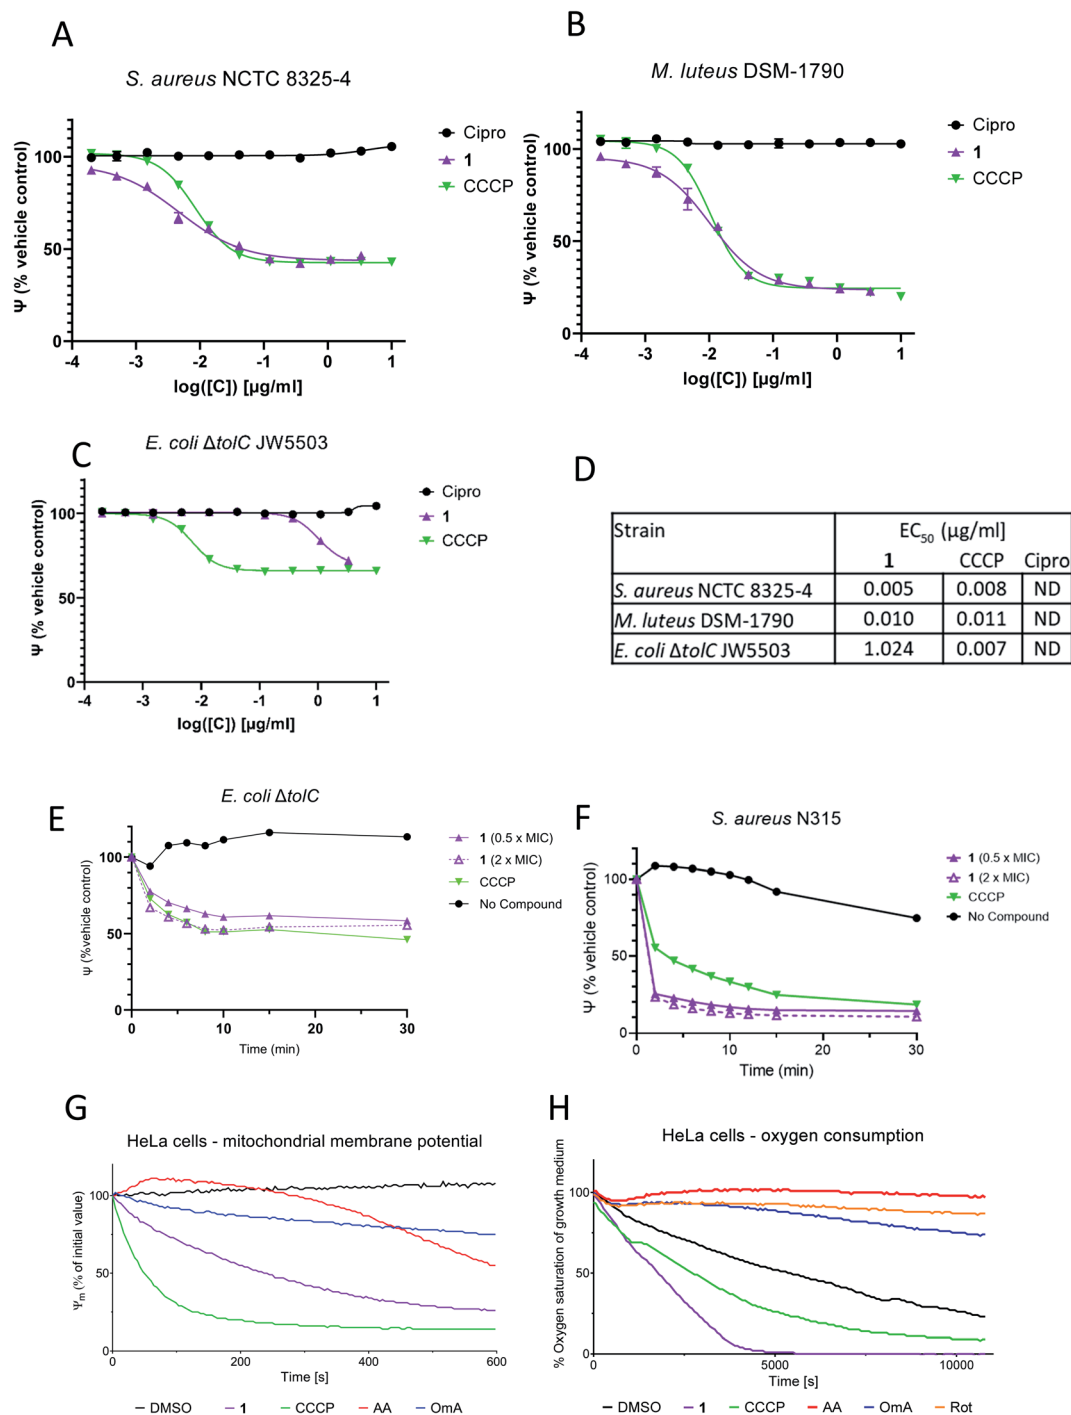 A
S. aureus NCTC 8325-4
Ψ (% vehicle control)
100
50
0
-4 -3 -2 -1 0 1
log([C]) [µg/ml]
Cipro
1
CCCP
B
M. luteus DSM-1790
Ψ (% vehicle control)
100
50
0
-4 -3 -2 -1 0 1
log([C]) [µg/ml]
Cipro
1
CCCP
C
E. coli ΔtolC JW5503
Ψ (% vehicle control)
100
50
0
-4 -3 -2 -1 0 1
log([C]) [µg/ml]
Cipro
1
CCCP
D
Strain EC50 (µg/ml]
1 CCCP Cipro
S. aureus NCTC 8325-4 0.005 0.008 ND
M. luteus DSM-1790 0.010 0.011 ND
E. coli ΔtolC JW5503 1.024 0.007 ND
E
E. coli ΔtolC
Ψ (%vehicle control)
100
50
0
0 10 20 30
Time (min)
1 (0.5 x MIC)
1 (2 x MIC)
CCCP
No Compound
F
S. aureus N315
Ψ (% vehicle control)
100
50
0
0 10 20 30
Time (min)
1 (0.5 x MIC)
1 (2 x MIC)
CCCP
No Compound
G
HeLa cells - mitochondrial membrane potential
Ψm (% of initial value)
100
50
0
0 200 400 600
Time [s]
DMSO 1 CCCP AA OmA
H
HeLa cells - oxygen consumption
% Oxygen saturation of growth medium
100
50
0
0 5000 10000
Time [s]
DMSO 1 CCCP AA OmA Rot